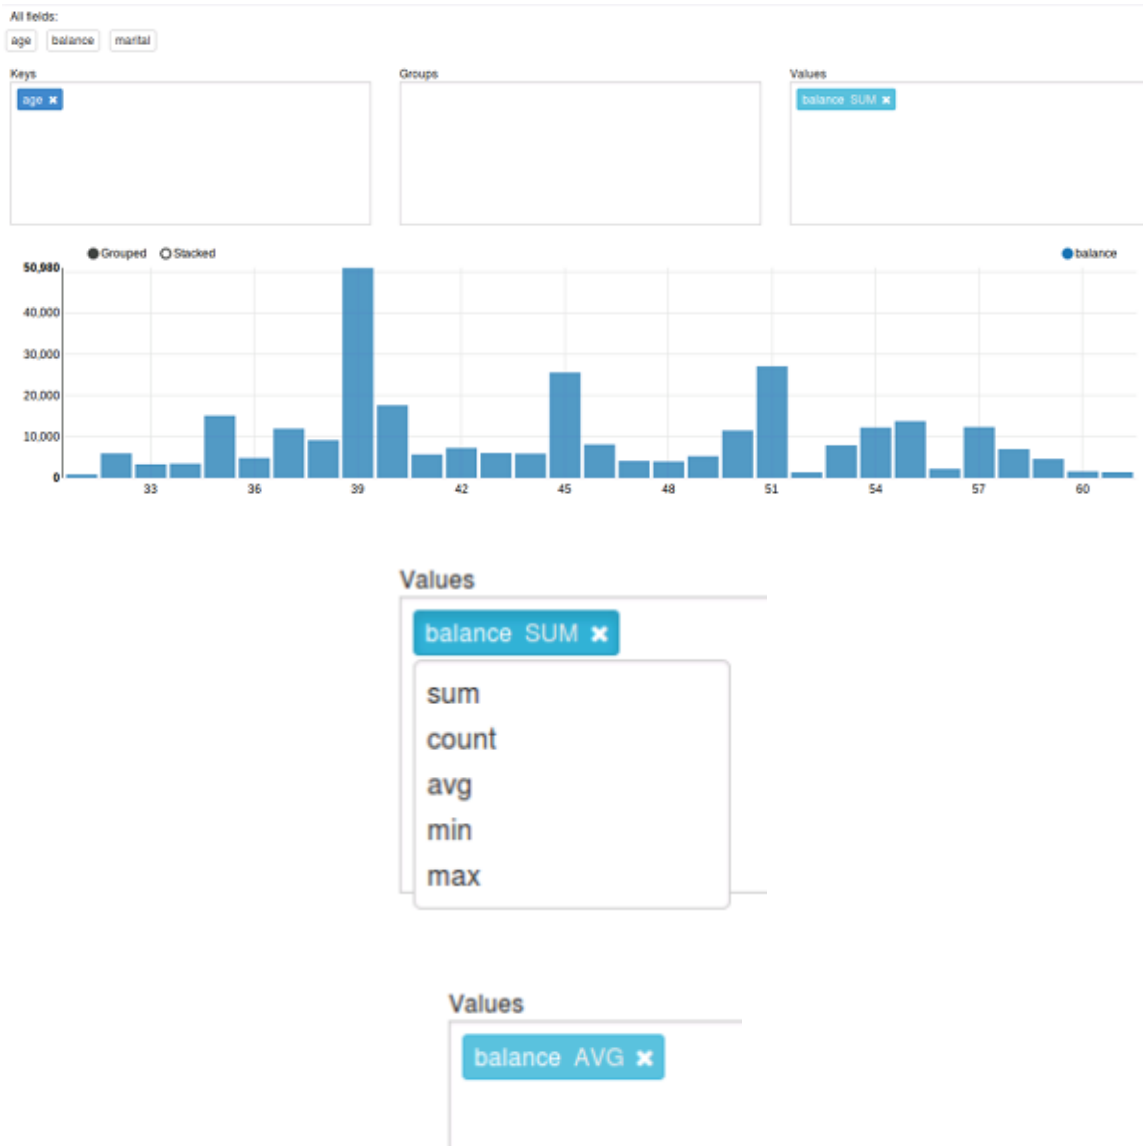 All fields:
age balance marital
Keys Groups Values
age ✖ balance SUM ✖
Grouped Stacked balance
50,980
40,000
30,000
20,000
10,000
0
33 36 39 42 45 48 51 54 57 60
Values
balance SUM ✖
sum
count
avg
min
max
Values
balance AVG ✖